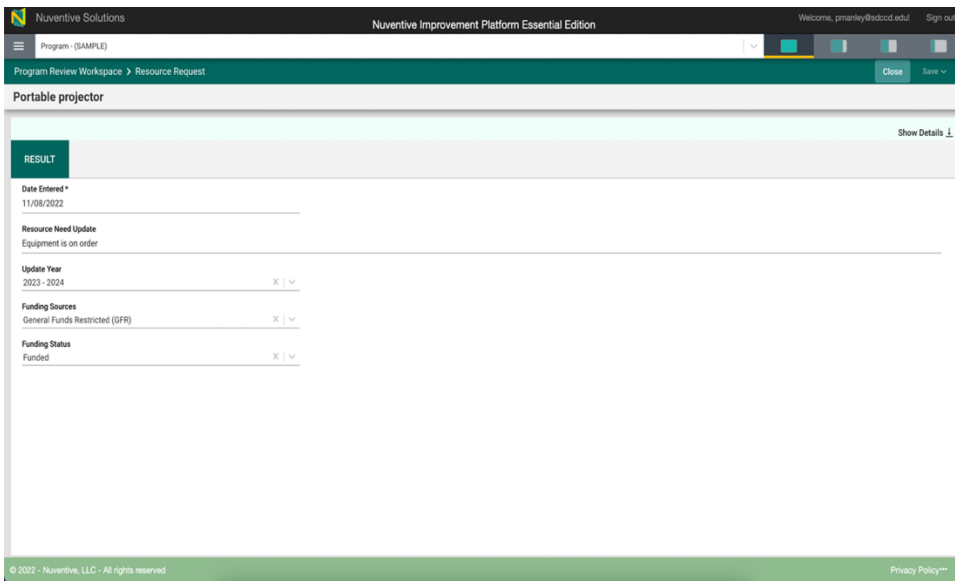 Nuventive Solutions
Nuventive Improvement Platform Essential Edition
Welcome, pmanley@sdccd.edu! Sign out
Program - (SAMPLE)
Program Review Workspace > Resource Request
Close Save
Portable projector
Show Details
RESULT
Date Entered *
11/08/2022
Resource Need Update
Equipment is on order
Update Year
2023 - 2024
Funding Sources
General Funds Restricted (GFR)
Funding Status
Funded
© 2022 - Nuventive, LLC - All rights reserved
Privacy Policy***